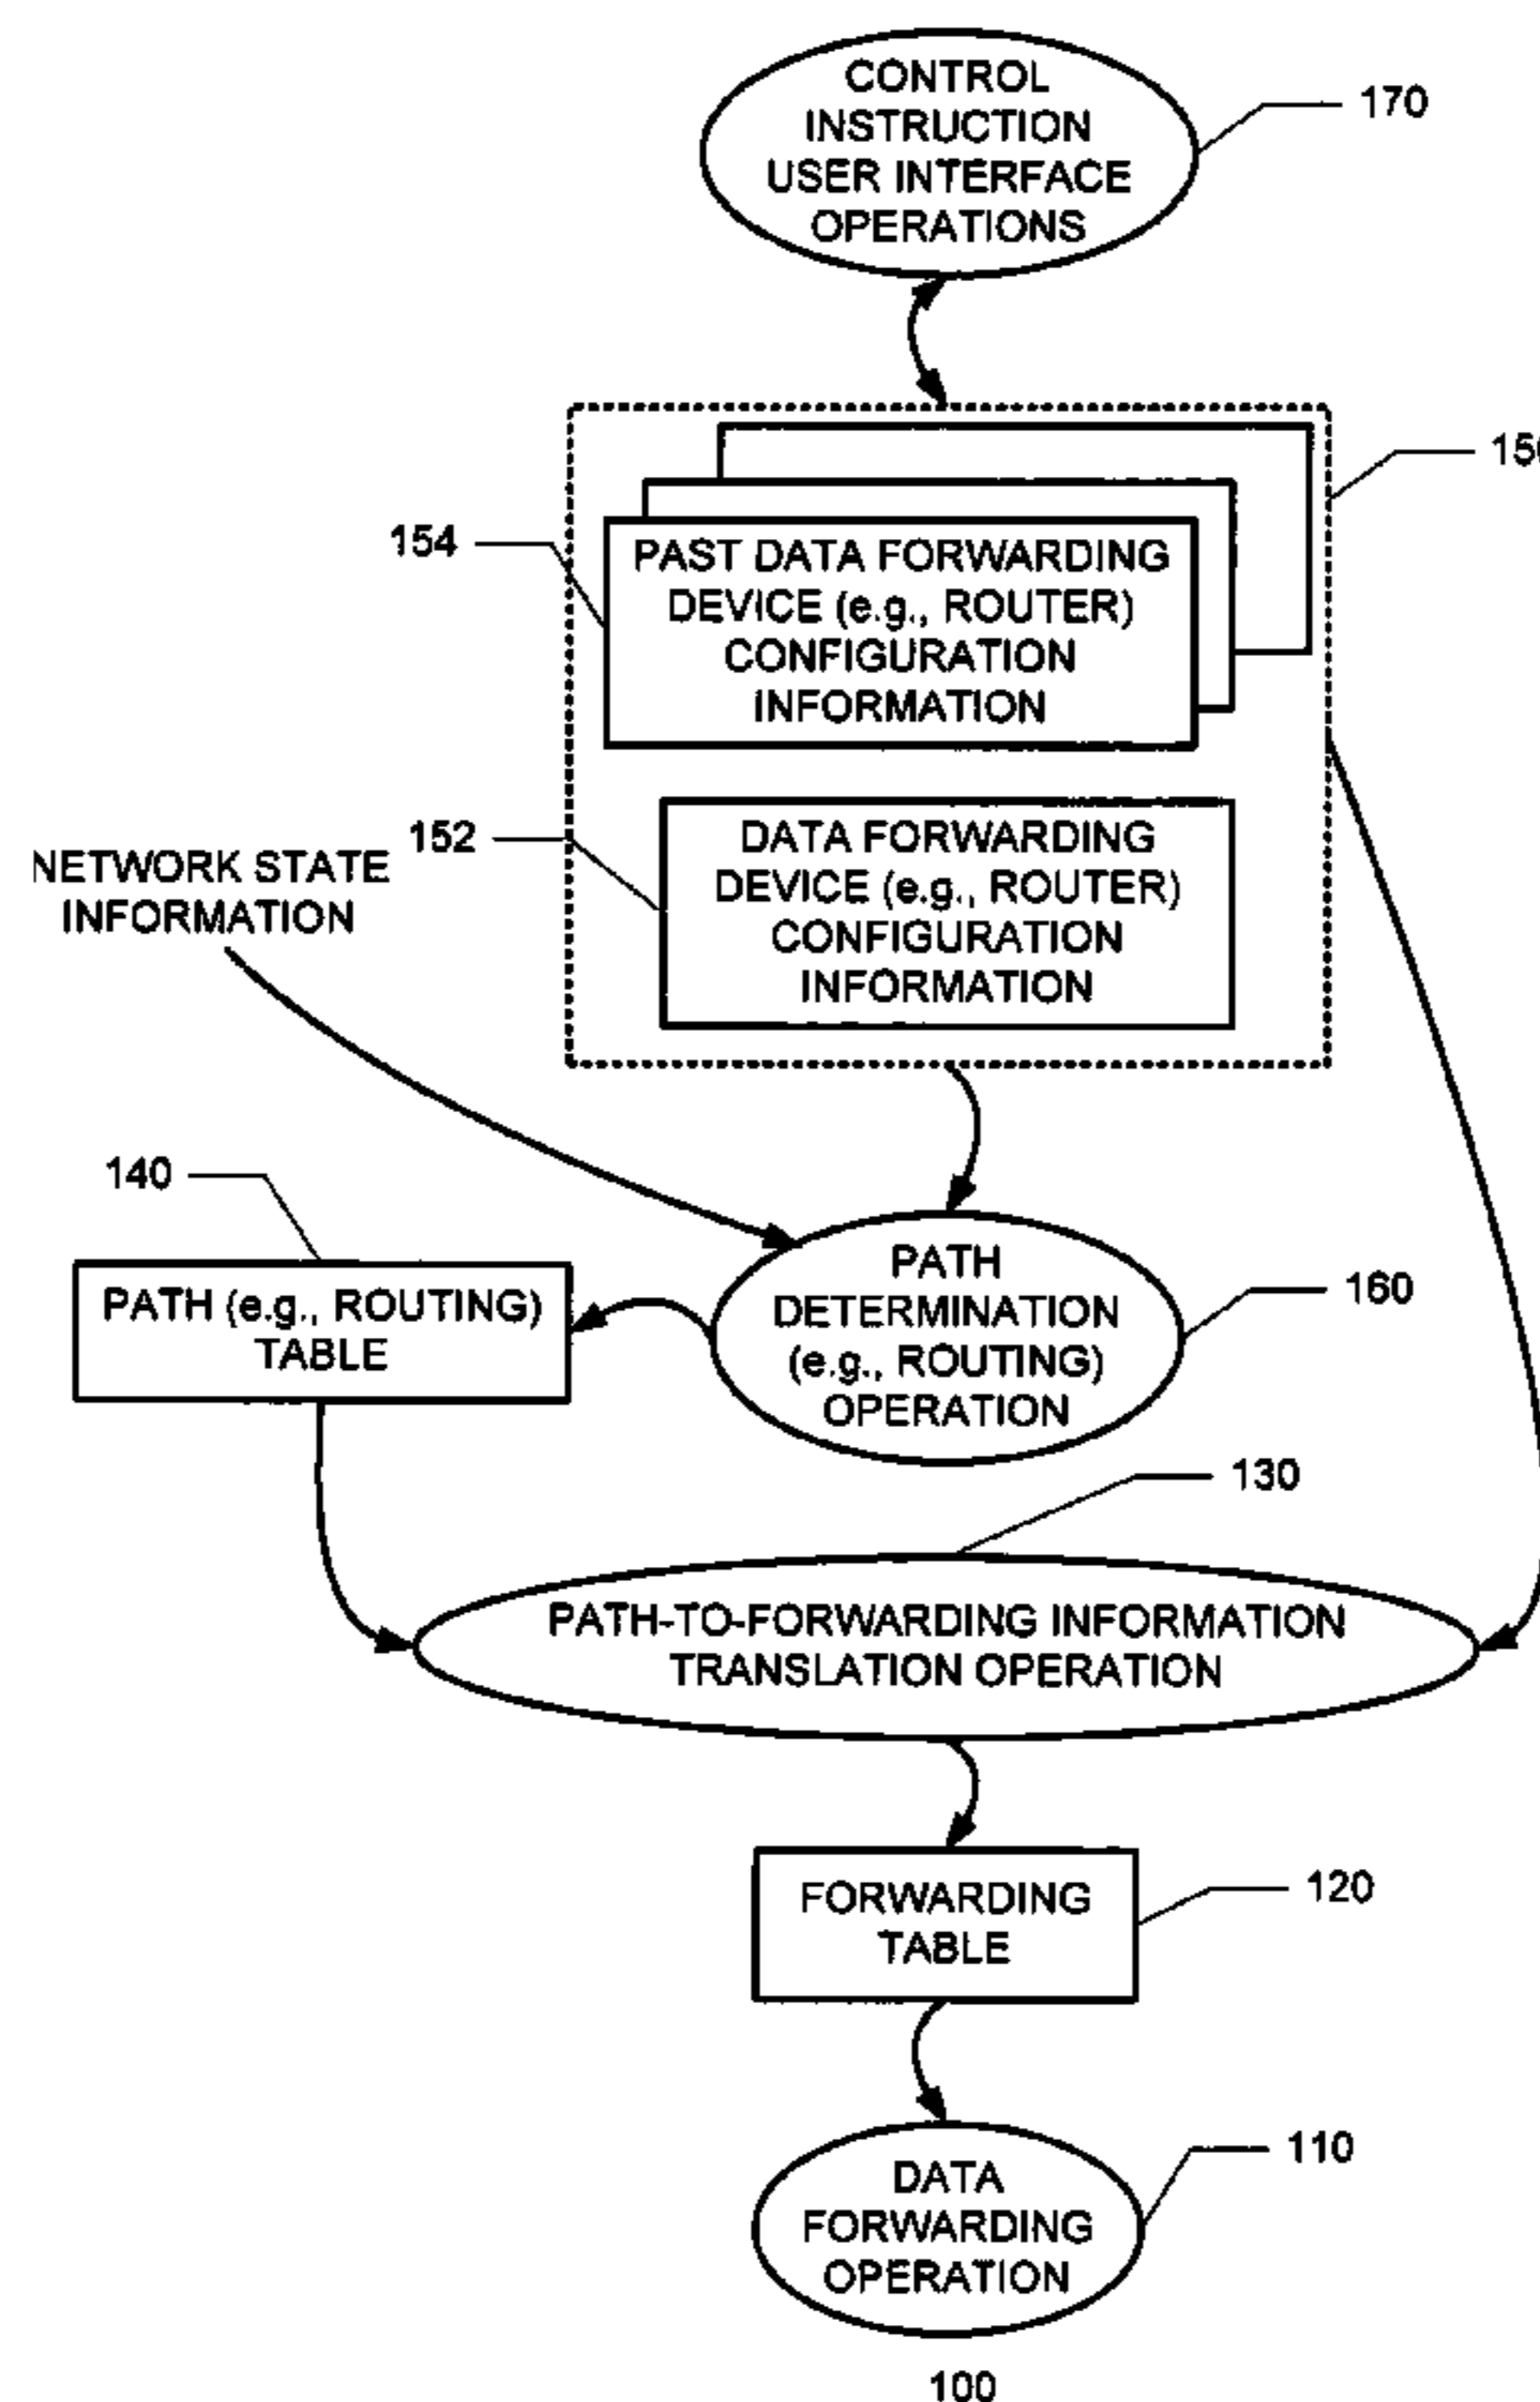 CONTROL
INSTRUCTION
USER INTERFACE
OPERATIONS
170
154
PAST DATA FORWARDING
DEVICE (e.g., ROUTER)
CONFIGURATION
INFORMATION
152
DATA FORWARDING
DEVICE (e.g., ROUTER)
CONFIGURATION
INFORMATION
NETWORK STATE
INFORMATION
140
PATH (e.g., ROUTING)
TABLE
PATH
DETERMINATION
(e.g., ROUTING)
OPERATION
160
130
PATH-TO-FORWARDING INFORMATION
TRANSLATION OPERATION
FORWARDING
TABLE
120
DATA
FORWARDING
OPERATION
110
100